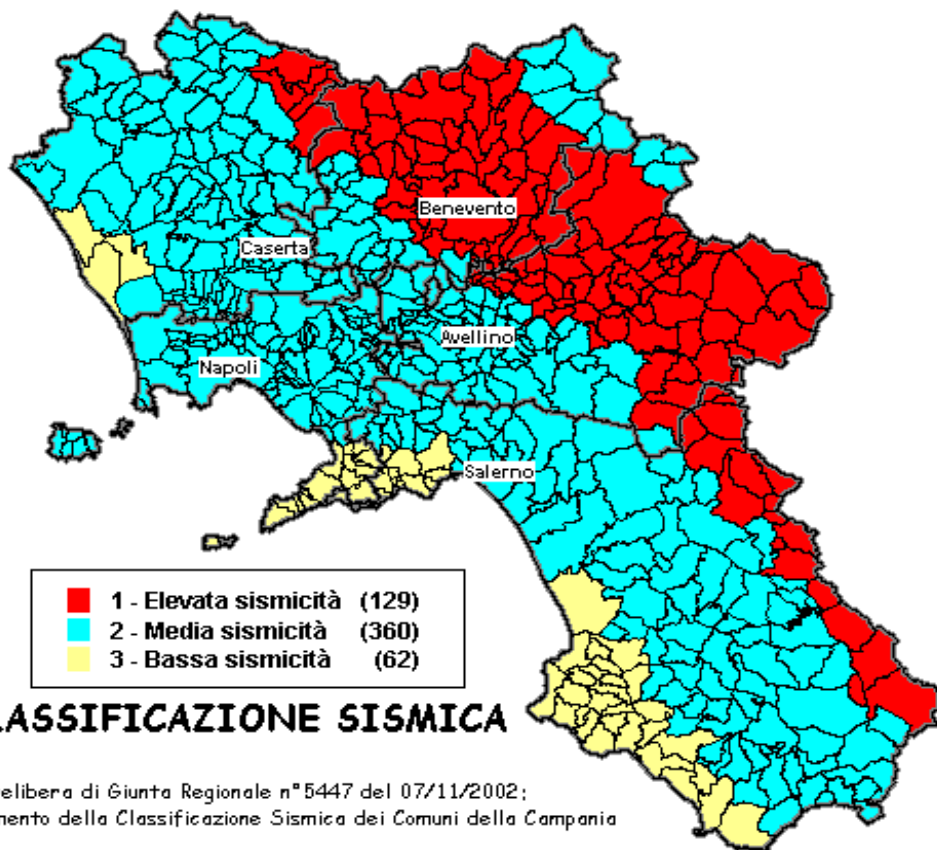 Benevento
Caserta
Avellino
Napoli
Salerno
1 - Elevata sismicità (129)
2 - Media sismicità (360)
3 - Bassa sismicità (62)
LASSIFICAZIONE SISMICA
elibera di Giunta Regionale n°5447 del 07/11/2002;
mento della Classificazione Sismica dei Comuni della Campania